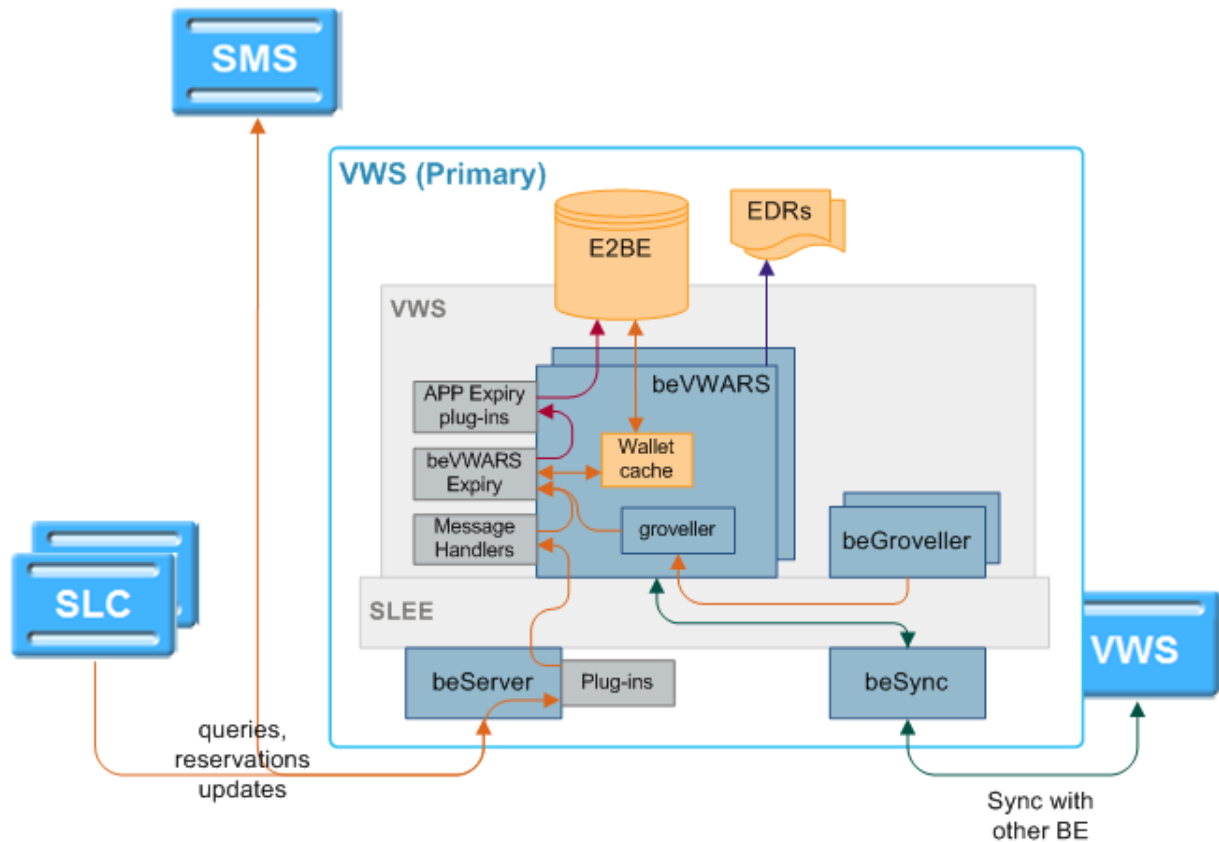 SMS
VWS (Primary)
E2BE
EDRs
VWS
beVWARS
APP Expiry
plug-ins
Wallet
cache
beVWARS
Expiry
Message
Handlers
groveller
beGroveller
SLC
SLEE
VWS
beServer
Plug-ins
beSync
queries,
reservations
updates
Sync with
other BE